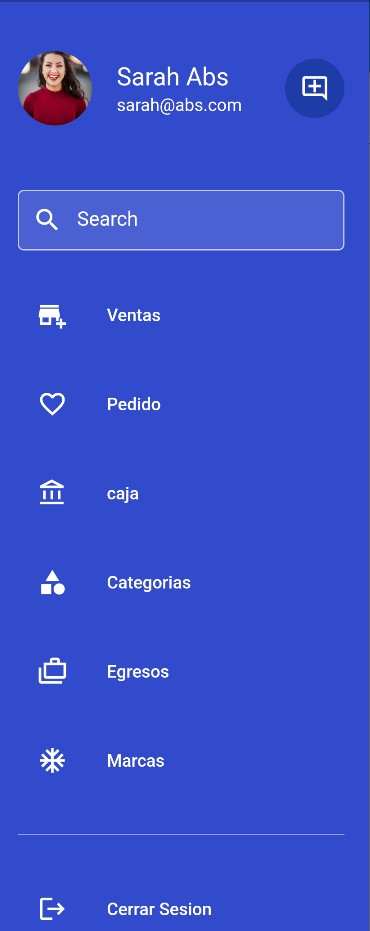 Sarah Abs
sarah@abs.com
Search
Ventas
Pedido
caja
Categorias
Egresos
Marcas
Cerrar Sesion